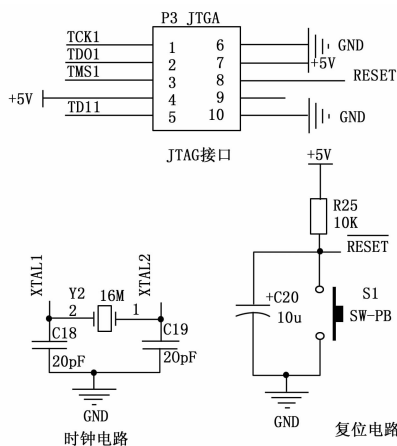 P3 JTGA
TCK1 1 6 GND
TDO1 2 7 +5V
TMS1 3 8 RESET
+5V 4 9
TD11 5 10 GND
JTAG接口
+5V
R25
10K
RESET
XTAL1
XTAL2
Y2 16M
2 1
C18
20pF
C19
20pF
GND
时钟电路
+C20
10u
S1
SW-PB
GND
复位电路